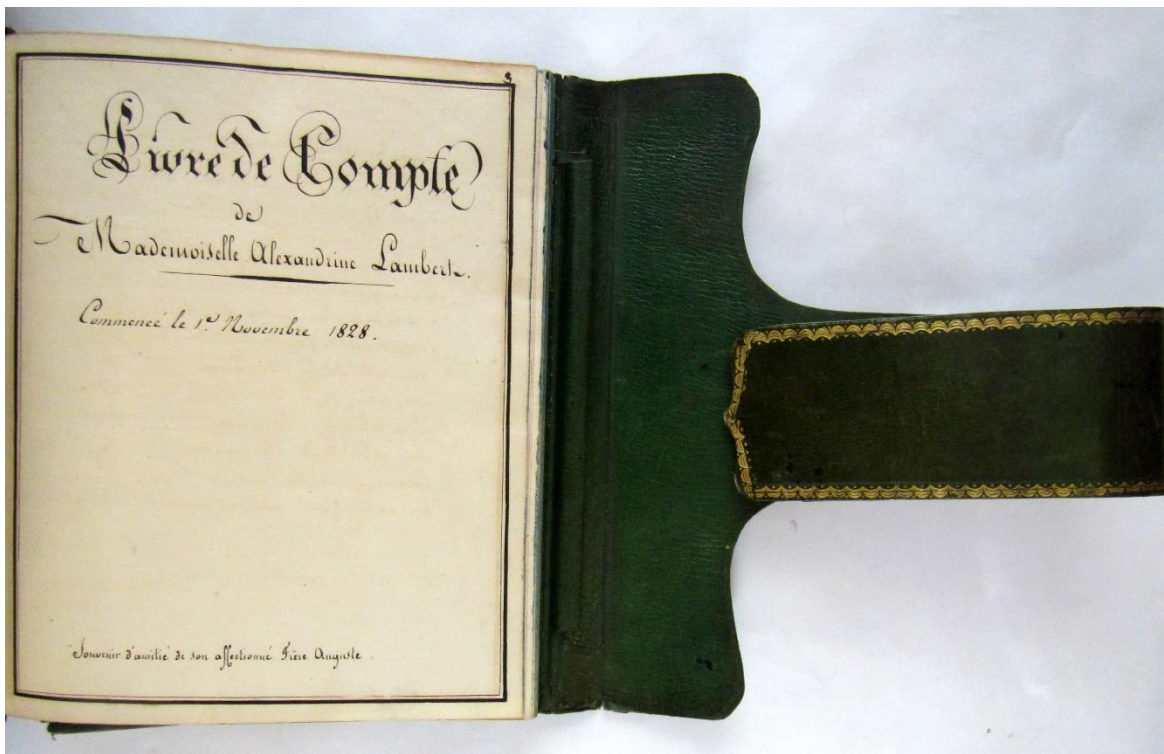 3
Livre de Compte
de
Mademoiselle Alexandrine Lambert.
Commencé le 1er Novembre 1828.
Souvenir d'amitié de son affectionné Frère Auguste.